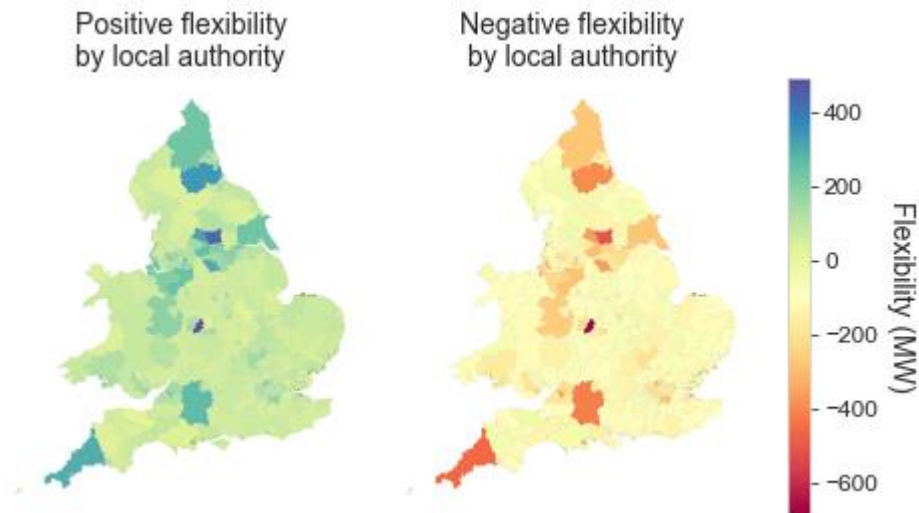 Positive flexibility
by local authority
Negative flexibility
by local authority
400
200
0
−200
−400
−600
Flexibility (MW)